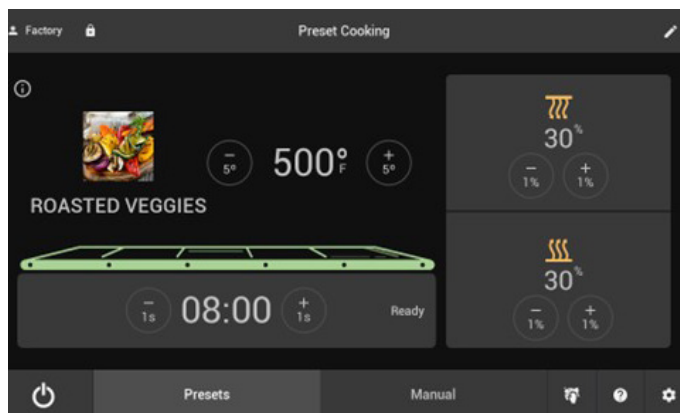 Factory
Preset Cooking
ROASTED VEGGIES
− 5°
500°F
+ 5°
30%
− 1%
+ 1%
30%
− 1%
+ 1%
− 1s
08:00
+ 1s
Ready
Presets
Manual